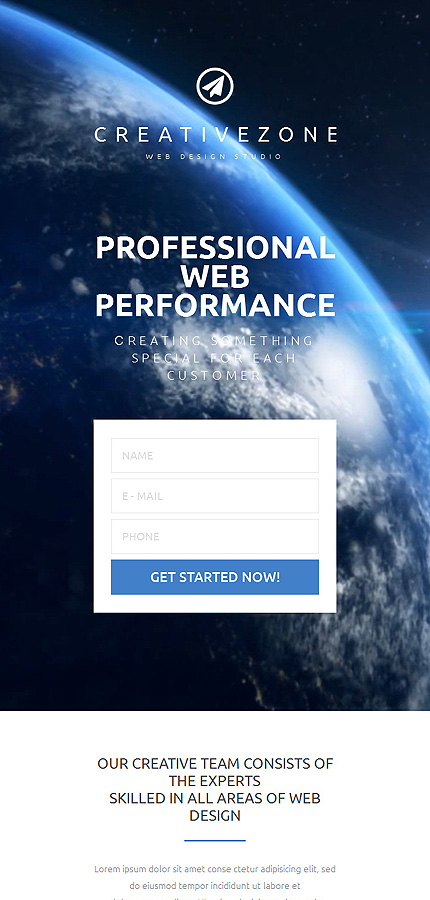 CREATIVEZONE
WEB DESIGN STUDIO
PROFESSIONAL
WEB
PERFORMANCE
CREATING SOMETHING
SPECIAL FOR EACH
CUSTOMER
NAME
E - MAIL
PHONE
GET STARTED NOW!
OUR CREATIVE TEAM CONSISTS OF
THE EXPERTS
SKILLED IN ALL AREAS OF WEB
DESIGN
Lorem ipsum dolor sit amet conse ctetur adipisicing elit, sed
do eiusmod tempor incididunt ut labore et